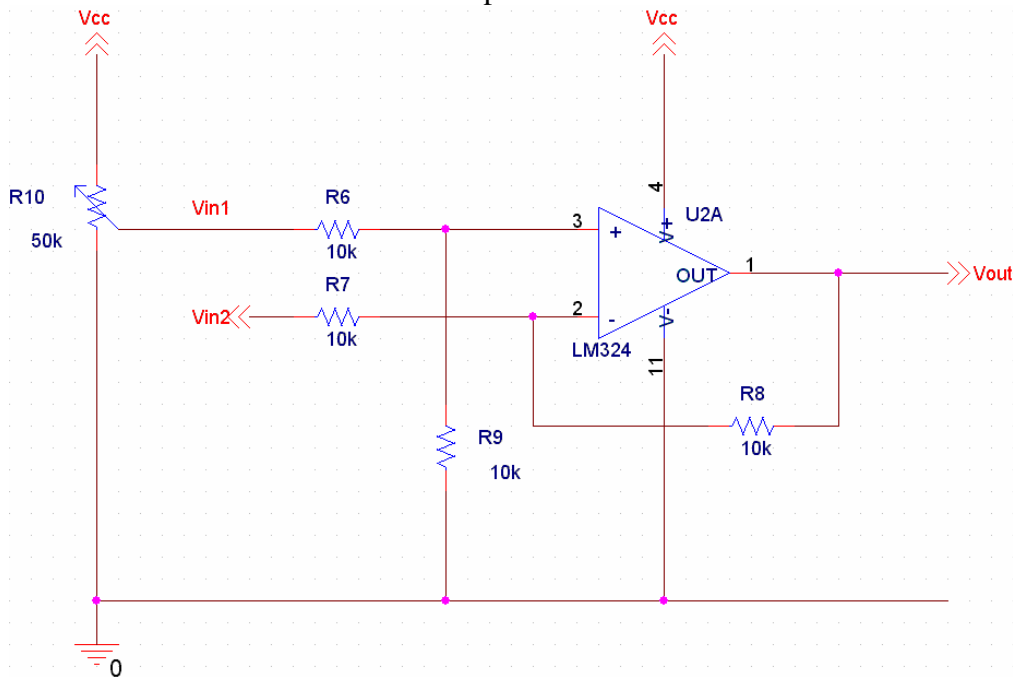 Vcc
Vcc
R10
50k
Vin1
R6
10k
R7
10k
Vin2
3
+
2
-
4
V+
U2A
OUT
1
Vout
LM324
V-
11
R8
10k
R9
10k
0